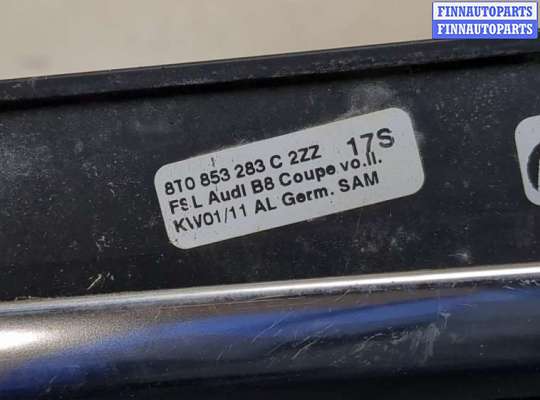 FINNAUTOPARTS
FINNAUTOPARTS
8T0 853 283 C 2ZZ 17S
FSL Audi B8 Coupe vo.li.
KW01/11 AL Germ. SAM